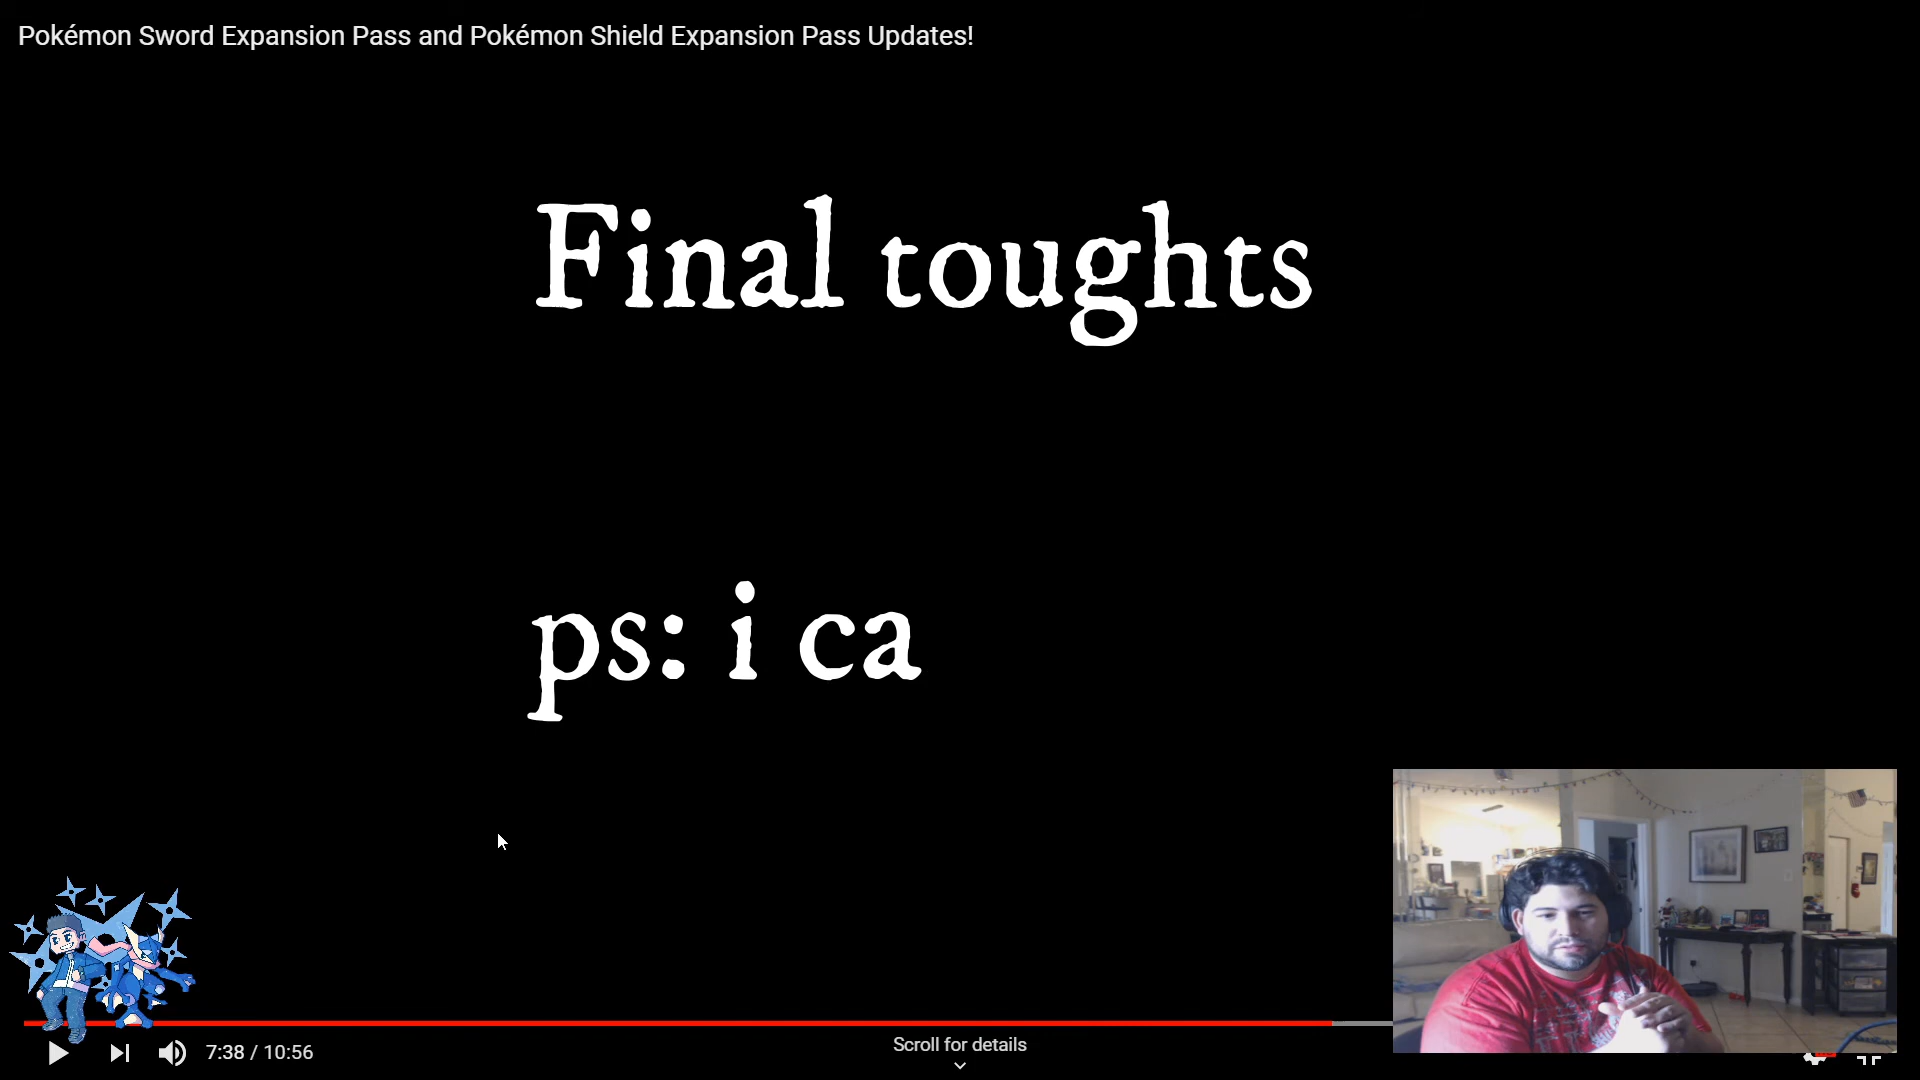 Pokémon Sword Expansion Pass and Pokémon Shield Expansion Pass Updates!
Final toughts
ps: i ca
7:38 / 10:56
Scroll for details